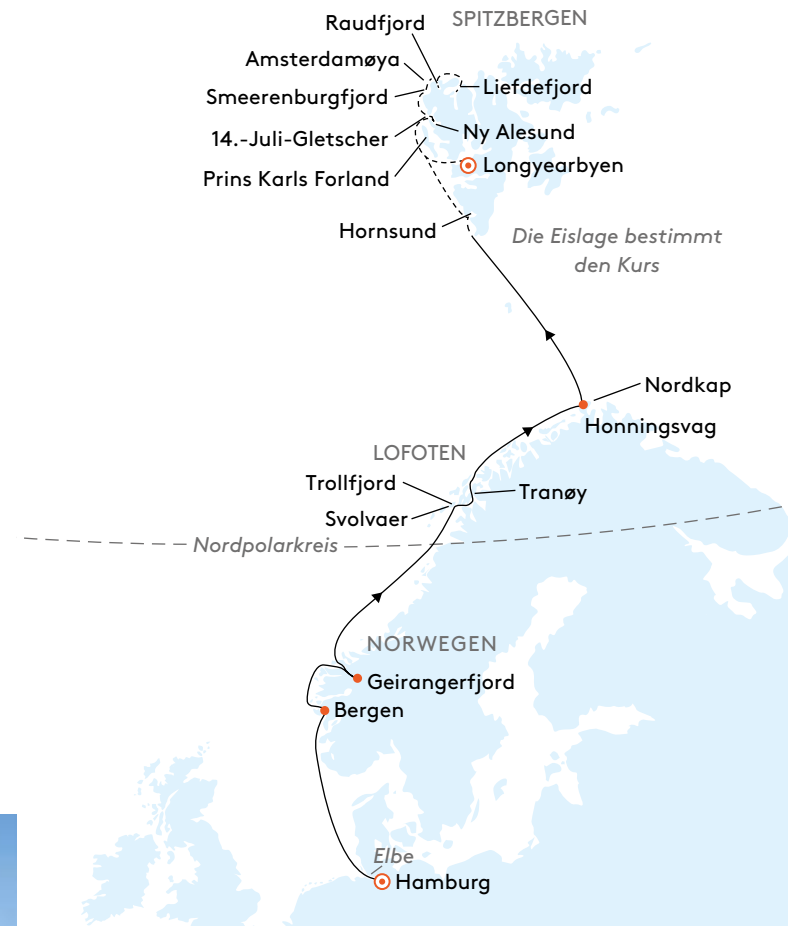 Raudfjord
SPITZBERGEN
Amsterdamøya
Liefdefjord
Smeerenburgfjord
14.-Juli-Gletscher
Ny Alesund
Longyearbyen
Prins Karls Forland
Hornsund
Die Eislage bestimmt
den Kurs
Nordkap
Honningsvag
LOFOTEN
Trollfjord
Tranøy
Svolvaer
Nordpolarkreis
NORWEGEN
Geirangerfjord
Bergen
Elbe
Hamburg